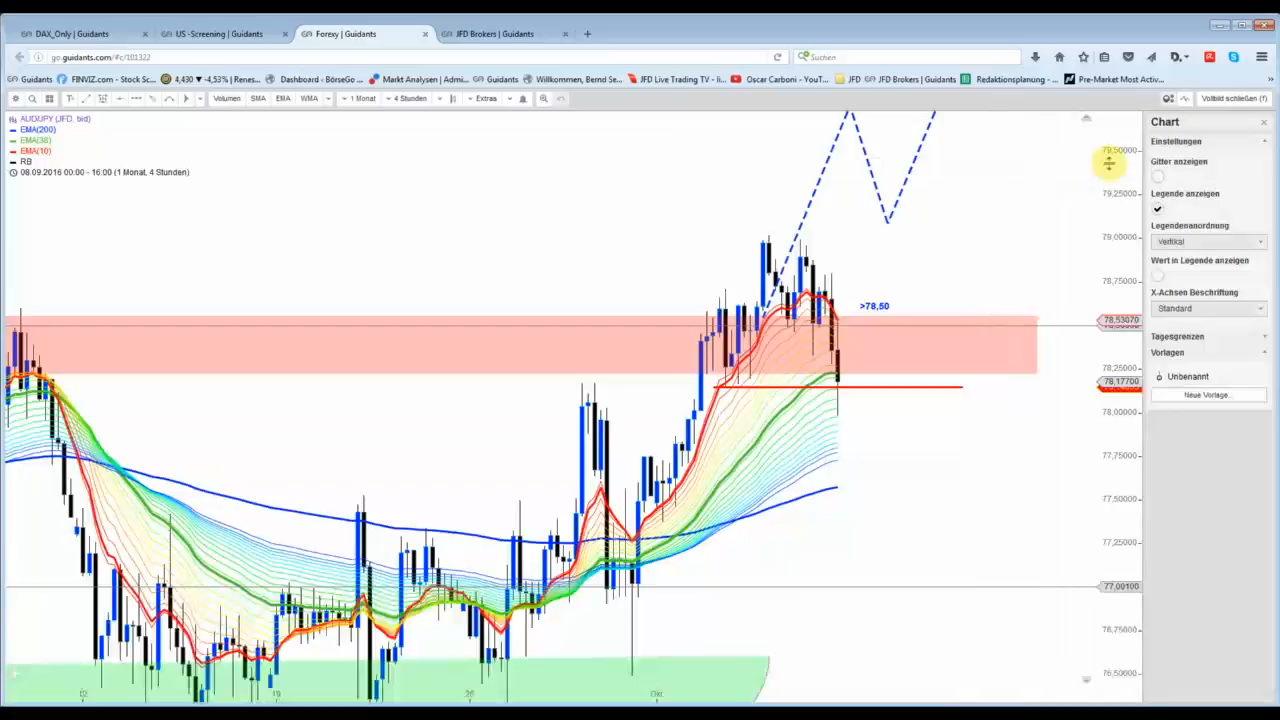 DAX_Only | Guidants
US -Screening | Guidants
Forexy | Guidants
JFD Brokers | Guidants
go.guidants.com/#c/101322
Suchen
Guidants
FINVIZ.com - Stock Sc...
4,430 ▼ -4,53% | Renes...
Dashboard - BörseGo ...
Markt Analysen | Admi...
Guidants
Willkommen, Bernd Se...
JFD Live Trading TV - li...
Oscar Carboni - YouT...
JFD
JFD Brokers | Guidants
Redaktionsplanung - ...
Pre-Market Most Activ...
Volumen
SMA
EMA
WMA
1 Monat
4 Stunden
Extras
Vollbild schließen (f)
AUD/JPY (JFD, bid)
EMA(200)
EMA(38)
EMA(10)
RB
08.09.2016 00:00 - 16:00 (1 Monat, 4 Stunden)
>78,50
79,50000
79,25000
79,00000
78,75000
78,53070
78,25000
78,17700
78,00000
77,75000
77,50000
77,25000
77,00100
76,75000
76,50000
19
Okt
Chart
Einstellungen
Gitter anzeigen
Legende anzeigen
Legendenanordnung
Vertikal
Wert in Legende anzeigen
X-Achsen Beschriftung
Standard
Tagesgrenzen
Vorlagen
Unbenannt
Neue Vorlage...